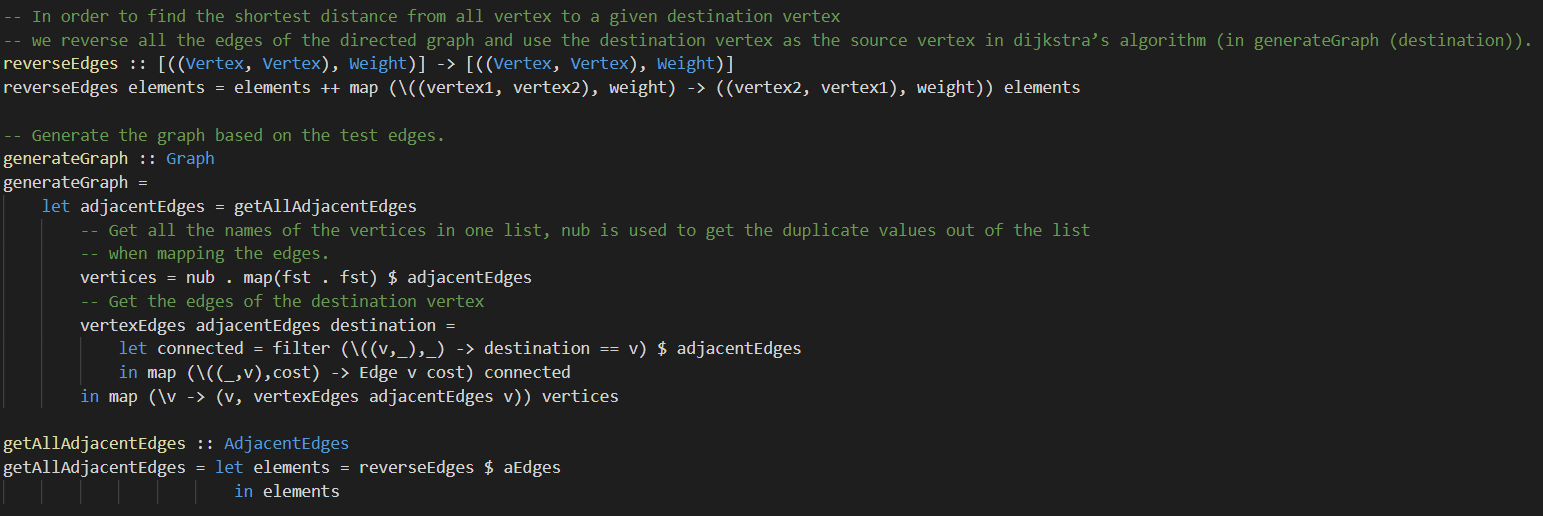 -- In order to find the shortest distance from all vertex to a given destination vertex
-- we reverse all the edges of the directed graph and use the destination vertex as the source vertex in dijkstra’s algorithm (in generateGraph (destination)).
reverseEdges :: [((Vertex, Vertex), Weight)] -> [((Vertex, Vertex), Weight)]
reverseEdges elements = elements ++ map (\((vertex1, vertex2), weight) -> ((vertex2, vertex1), weight)) elements

-- Generate the graph based on the test edges.
generateGraph :: Graph
generateGraph =
    let adjacentEdges = getAllAdjacentEdges
        -- Get all the names of the vertices in one list, nub is used to get the duplicate values out of the list
        -- when mapping the edges.
        vertices = nub . map(fst . fst) $ adjacentEdges
        -- Get the edges of the destination vertex
        vertexEdges adjacentEdges destination =
            let connected = filter (\((v,_),_) -> destination == v) $ adjacentEdges
            in map (\((_,v),cost) -> Edge v cost) connected
        in map (\v -> (v, vertexEdges adjacentEdges v)) vertices

getAllAdjacentEdges :: AdjacentEdges
getAllAdjacentEdges = let elements = reverseEdges $ aEdges
                        in elements